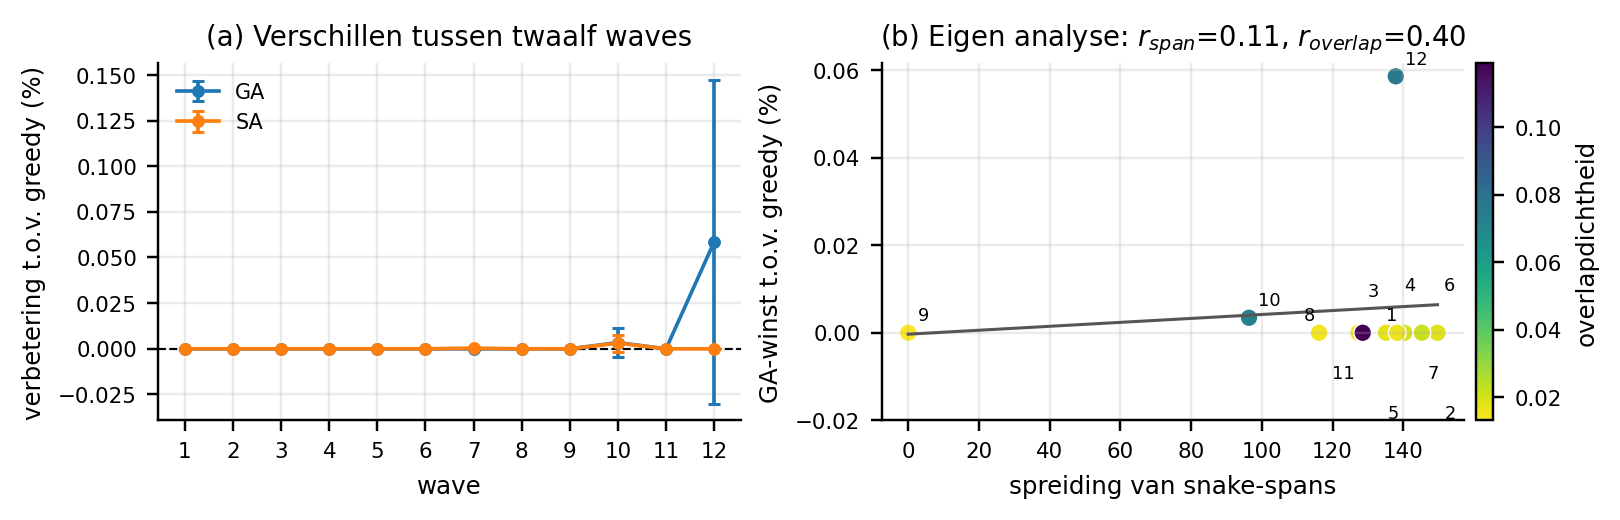 (a) Verschillen tussen twaalf waves
verbetering t.o.v. greedy (%)
0.150
0.125
0.100
0.075
0.050
0.025
0.000
−0.025
GA
SA
1 2 3 4 5 6 7 8 9 10 11 12
wave
(b) Eigen analyse: r_span=0.11, r_overlap=0.40
GA-winst t.o.v. greedy (%)
0.06
0.04
0.02
0.00
−0.02
12
3 4 6
9 10 8 1
11 7
5 2
0 20 40 60 80 100 120 140
spreiding van snake-spans
0.10
0.08
0.06
0.04
0.02
overlapdichtheid